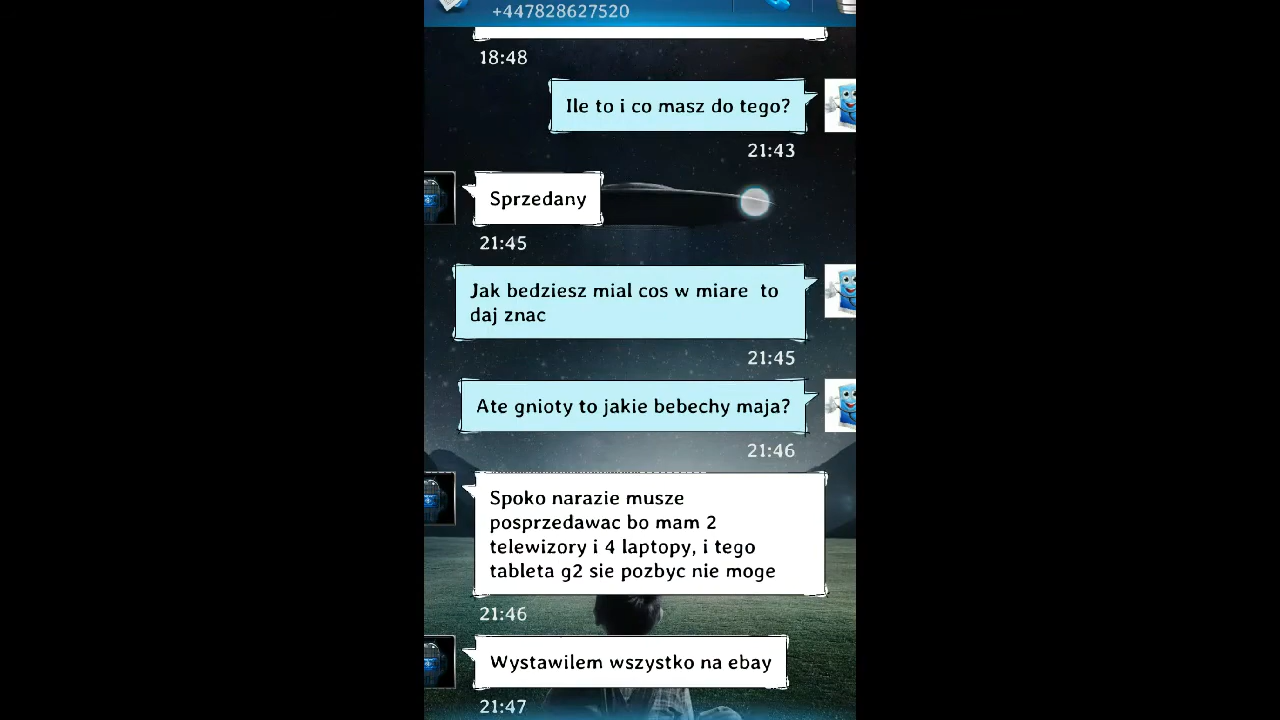 +447828627520
18:48
Ile to i co masz do tego?
21:43
Sprzedany
21:45
Jak bedziesz mial cos w miare  to
daj znac
21:45
Ate gnioty to jakie bebechy maja?
21:46
Spoko narazie musze
posprzedawac bo mam 2
telewizory i 4 laptopy, i tego
tableta g2 sie pozbyc nie moge
21:46
Wystawilem wszystko na ebay
21:47